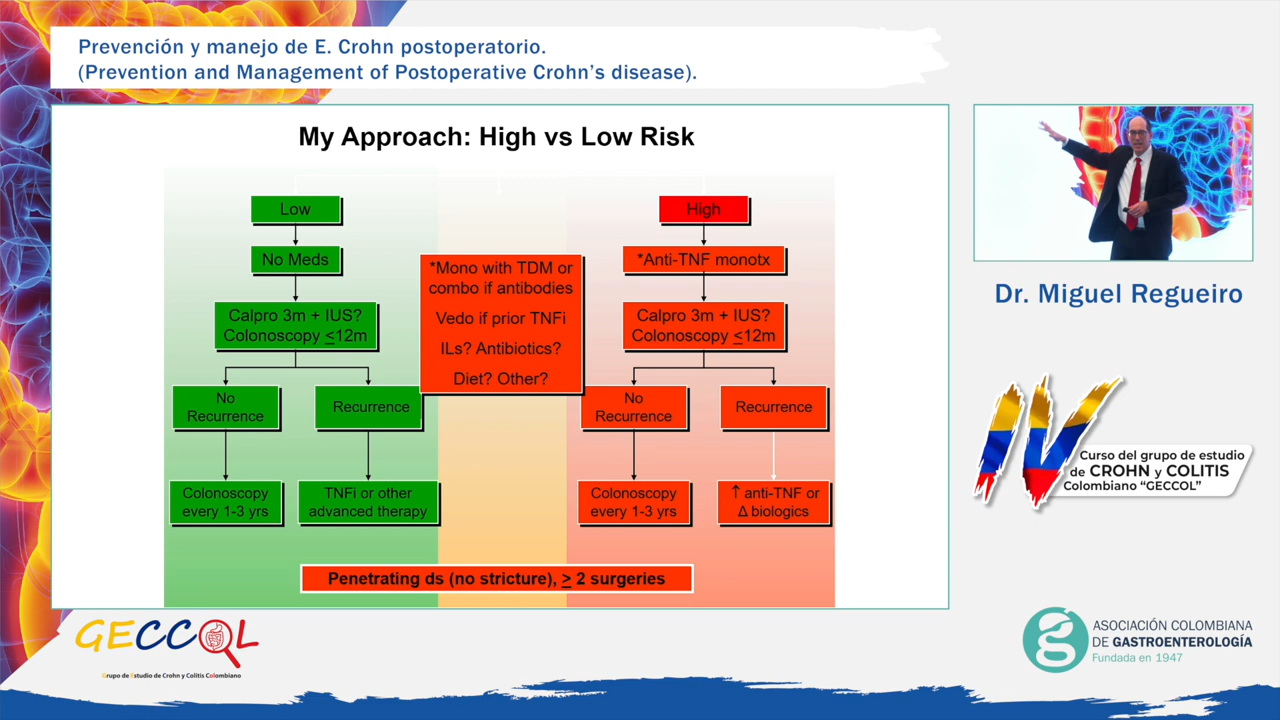 Prevención y manejo de E. Crohn postoperatorio.
(Prevention and Management of Postoperative Crohn's disease).
My Approach: High vs Low Risk
Low
No Meds
Calpro 3m + IUS?
Colonoscopy ≤12m
No
Recurrence
Recurrence
Colonoscopy
every 1-3 yrs
TNFi or other
advanced therapy
*Mono with TDM or
combo if antibodies
Vedo if prior TNFi
ILs? Antibiotics?
Diet? Other?
High
*Anti-TNF monotx
Calpro 3m + IUS?
Colonoscopy ≤12m
No
Recurrence
Recurrence
Colonoscopy
every 1-3 yrs
↑ anti-TNF or
Δ biologics
Penetrating ds (no stricture), ≥ 2 surgeries
Dr. Miguel Regueiro
IV
Curso del grupo de estudio
de CROHN y COLITIS
Colombiano "GECCOL"
GECCOL
Grupo de Estudio de Crohn y Colitis Colombiano
ASOCIACIÓN COLOMBIANA
DE GASTROENTEROLOGÍA
Fundada en 1947